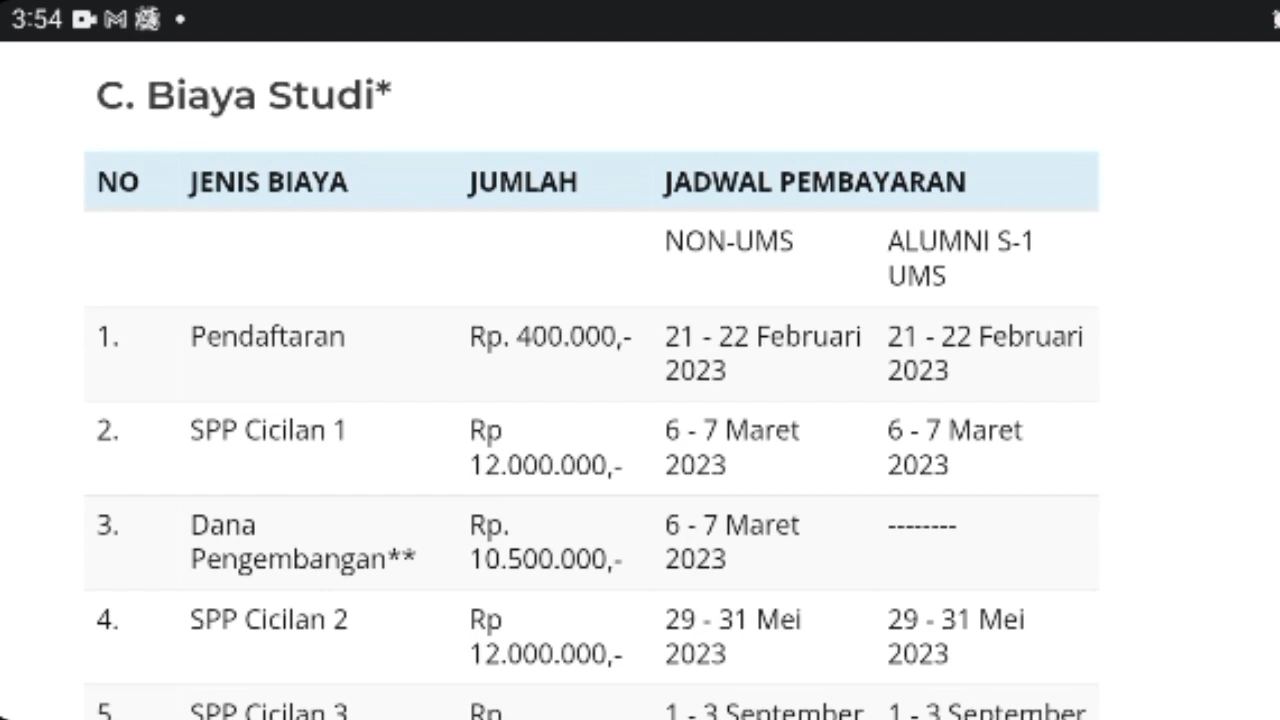 3:54
C. Biaya Studi*
NO JENIS BIAYA JUMLAH JADWAL PEMBAYARAN
NON-UMS ALUMNI S-1
UMS
1. Pendaftaran Rp. 400.000,- 21 - 22 Februari 21 - 22 Februari
2023 2023
2. SPP Cicilan 1 Rp 6 - 7 Maret 6 - 7 Maret
12.000.000,- 2023 2023
3. Dana Rp. 6 - 7 Maret --------
Pengembangan** 10.500.000,- 2023
4. SPP Cicilan 2 Rp 29 - 31 Mei 29 - 31 Mei
12.000.000,- 2023 2023
5. SPP Cicilan 3 Rp. 1 - 3 September 1 - 3 September